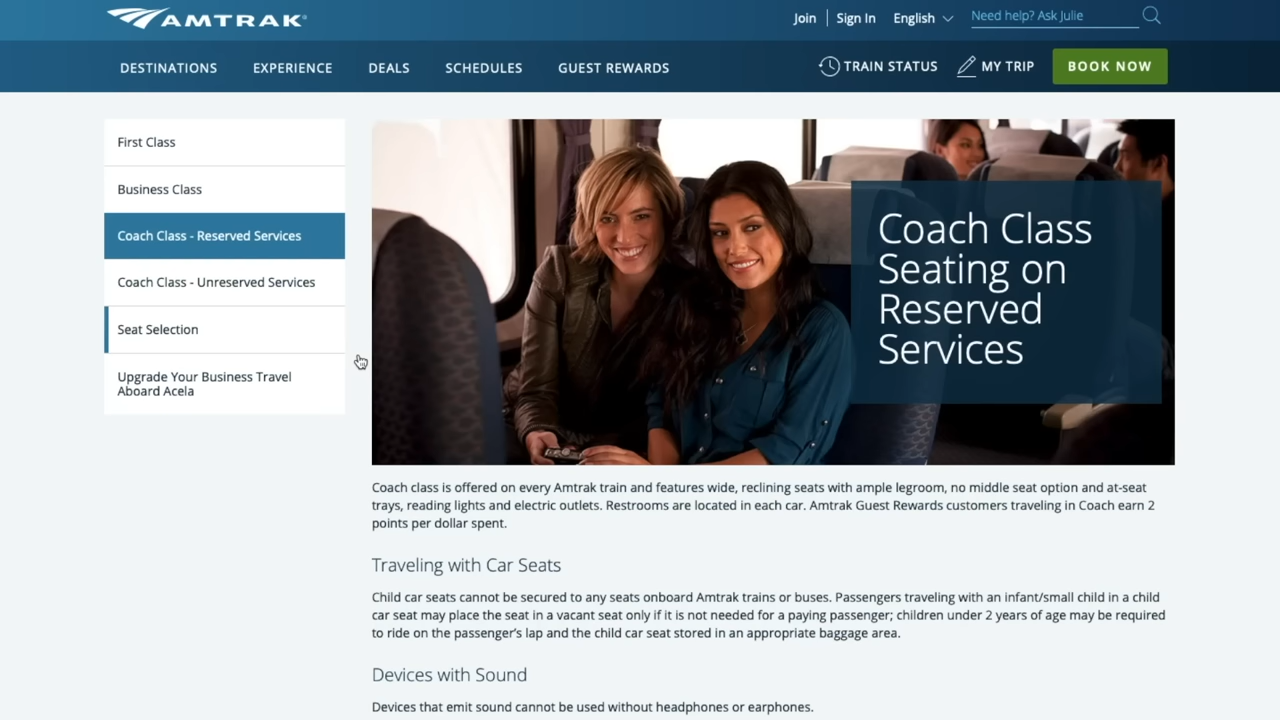 AMTRAK
Join
Sign In
English
Need help? Ask Julie
DESTINATIONS
EXPERIENCE
DEALS
SCHEDULES
GUEST REWARDS
TRAIN STATUS
MY TRIP
BOOK NOW
First Class
Business Class
Coach Class - Reserved Services
Coach Class - Unreserved Services
Seat Selection
Upgrade Your Business Travel
Aboard Acela
Coach Class
Seating on
Reserved
Services
Coach class is offered on every Amtrak train and features wide, reclining seats with ample legroom, no middle seat option and at-seat
trays, reading lights and electric outlets. Restrooms are located in each car. Amtrak Guest Rewards customers traveling in Coach earn 2
points per dollar spent.
Traveling with Car Seats
Child car seats cannot be secured to any seats onboard Amtrak trains or buses. Passengers traveling with an infant/small child in a child
car seat may place the seat in a vacant seat only if it is not needed for a paying passenger; children under 2 years of age may be required
to ride on the passenger's lap and the child car seat stored in an appropriate baggage area.
Devices with Sound
Devices that emit sound cannot be used without headphones or earphones.